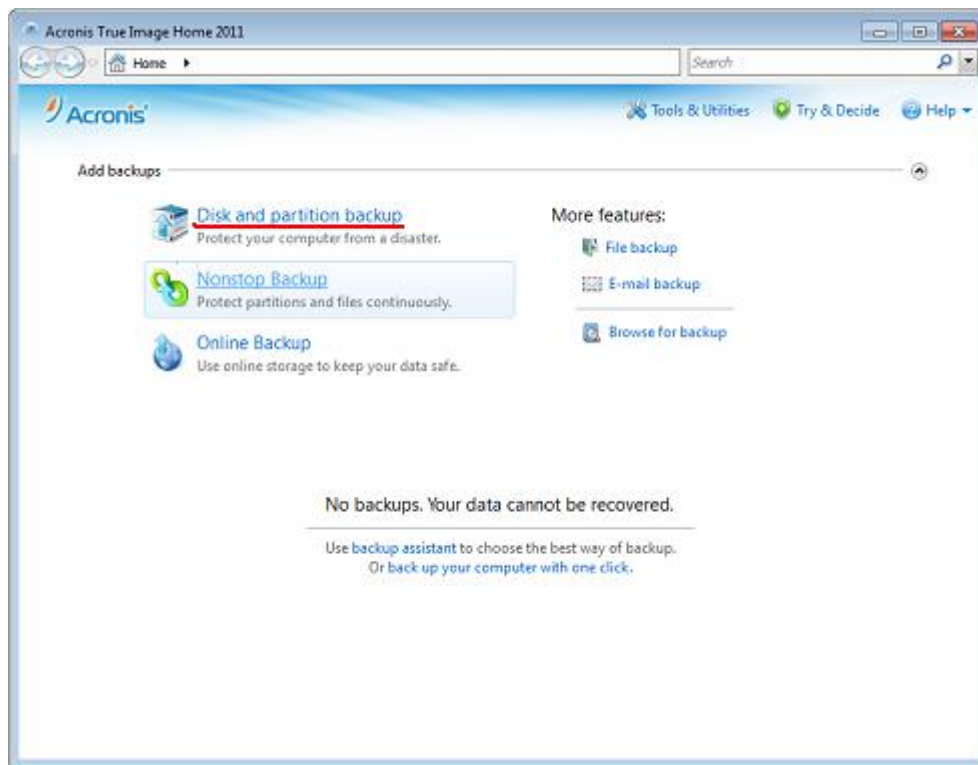 Acronis True Image Home 2011
Home
Search
Acronis
Tools & Utilities
Try & Decide
Help
Add backups
Disk and partition backup
Protect your computer from a disaster.
Nonstop Backup
Protect partitions and files continuously.
Online Backup
Use online storage to keep your data safe.
More features:
File backup
E-mail backup
Browse for backup
No backups. Your data cannot be recovered.
Use backup assistant to choose the best way of backup.
Or back up your computer with one click.